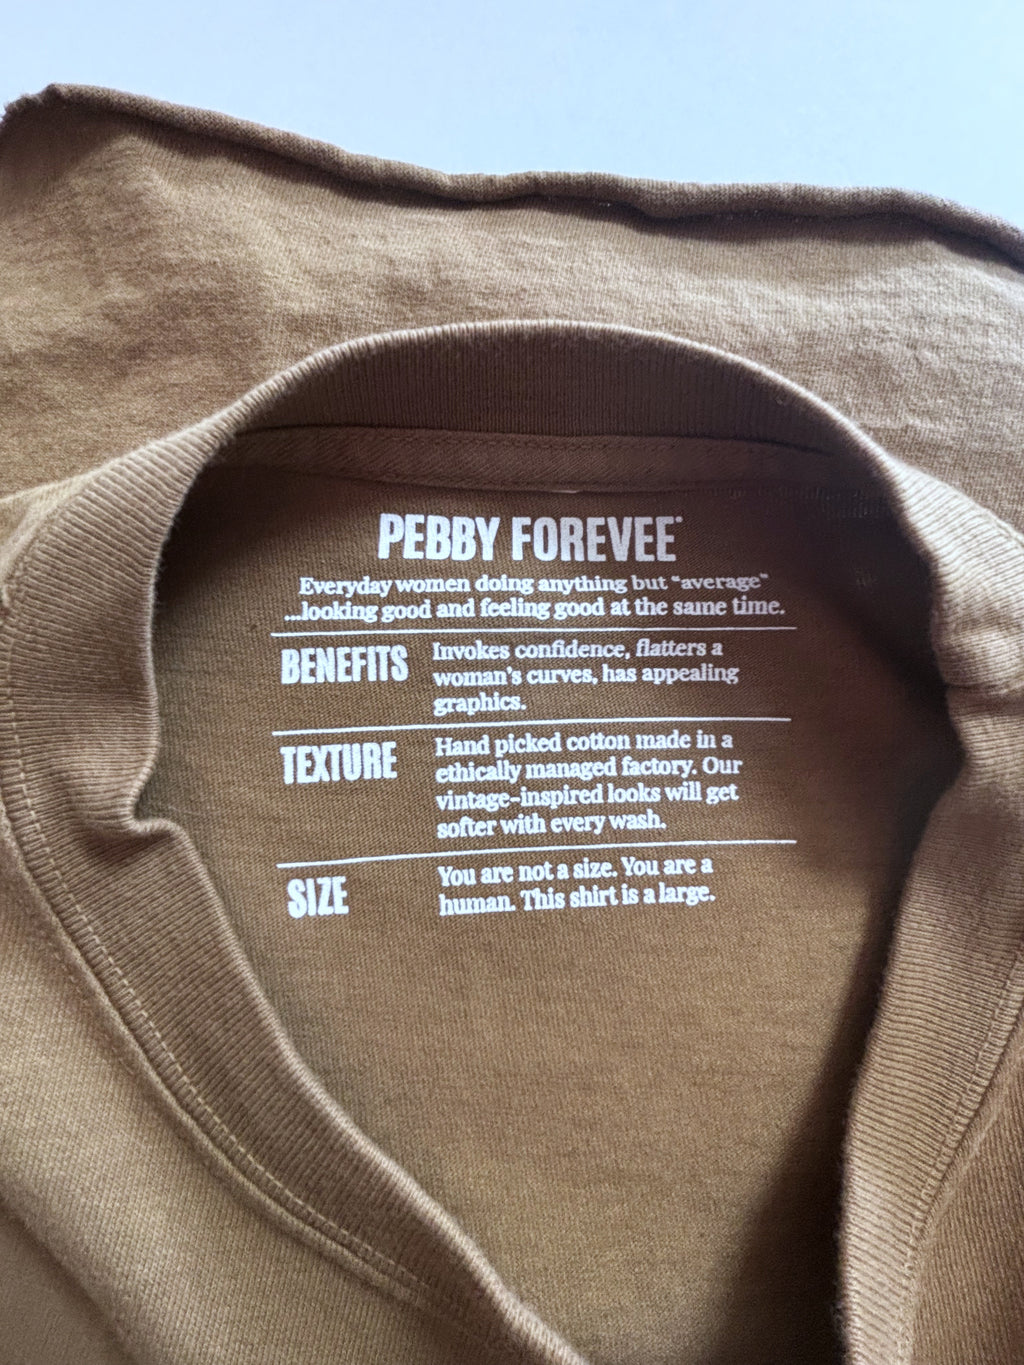 PEBBY FOREVEE
Everyday women doing anything but “average”
...looking good and feeling good at the same time.
BENEFITS
Invokes confidence, flatters a
woman’s curves, has appealing
graphics.
TEXTURE
Hand picked cotton made in a
ethically managed factory. Our
vintage-inspired looks will get
softer with every wash.
SIZE
You are not a size. You are a
human. This shirt is a large.